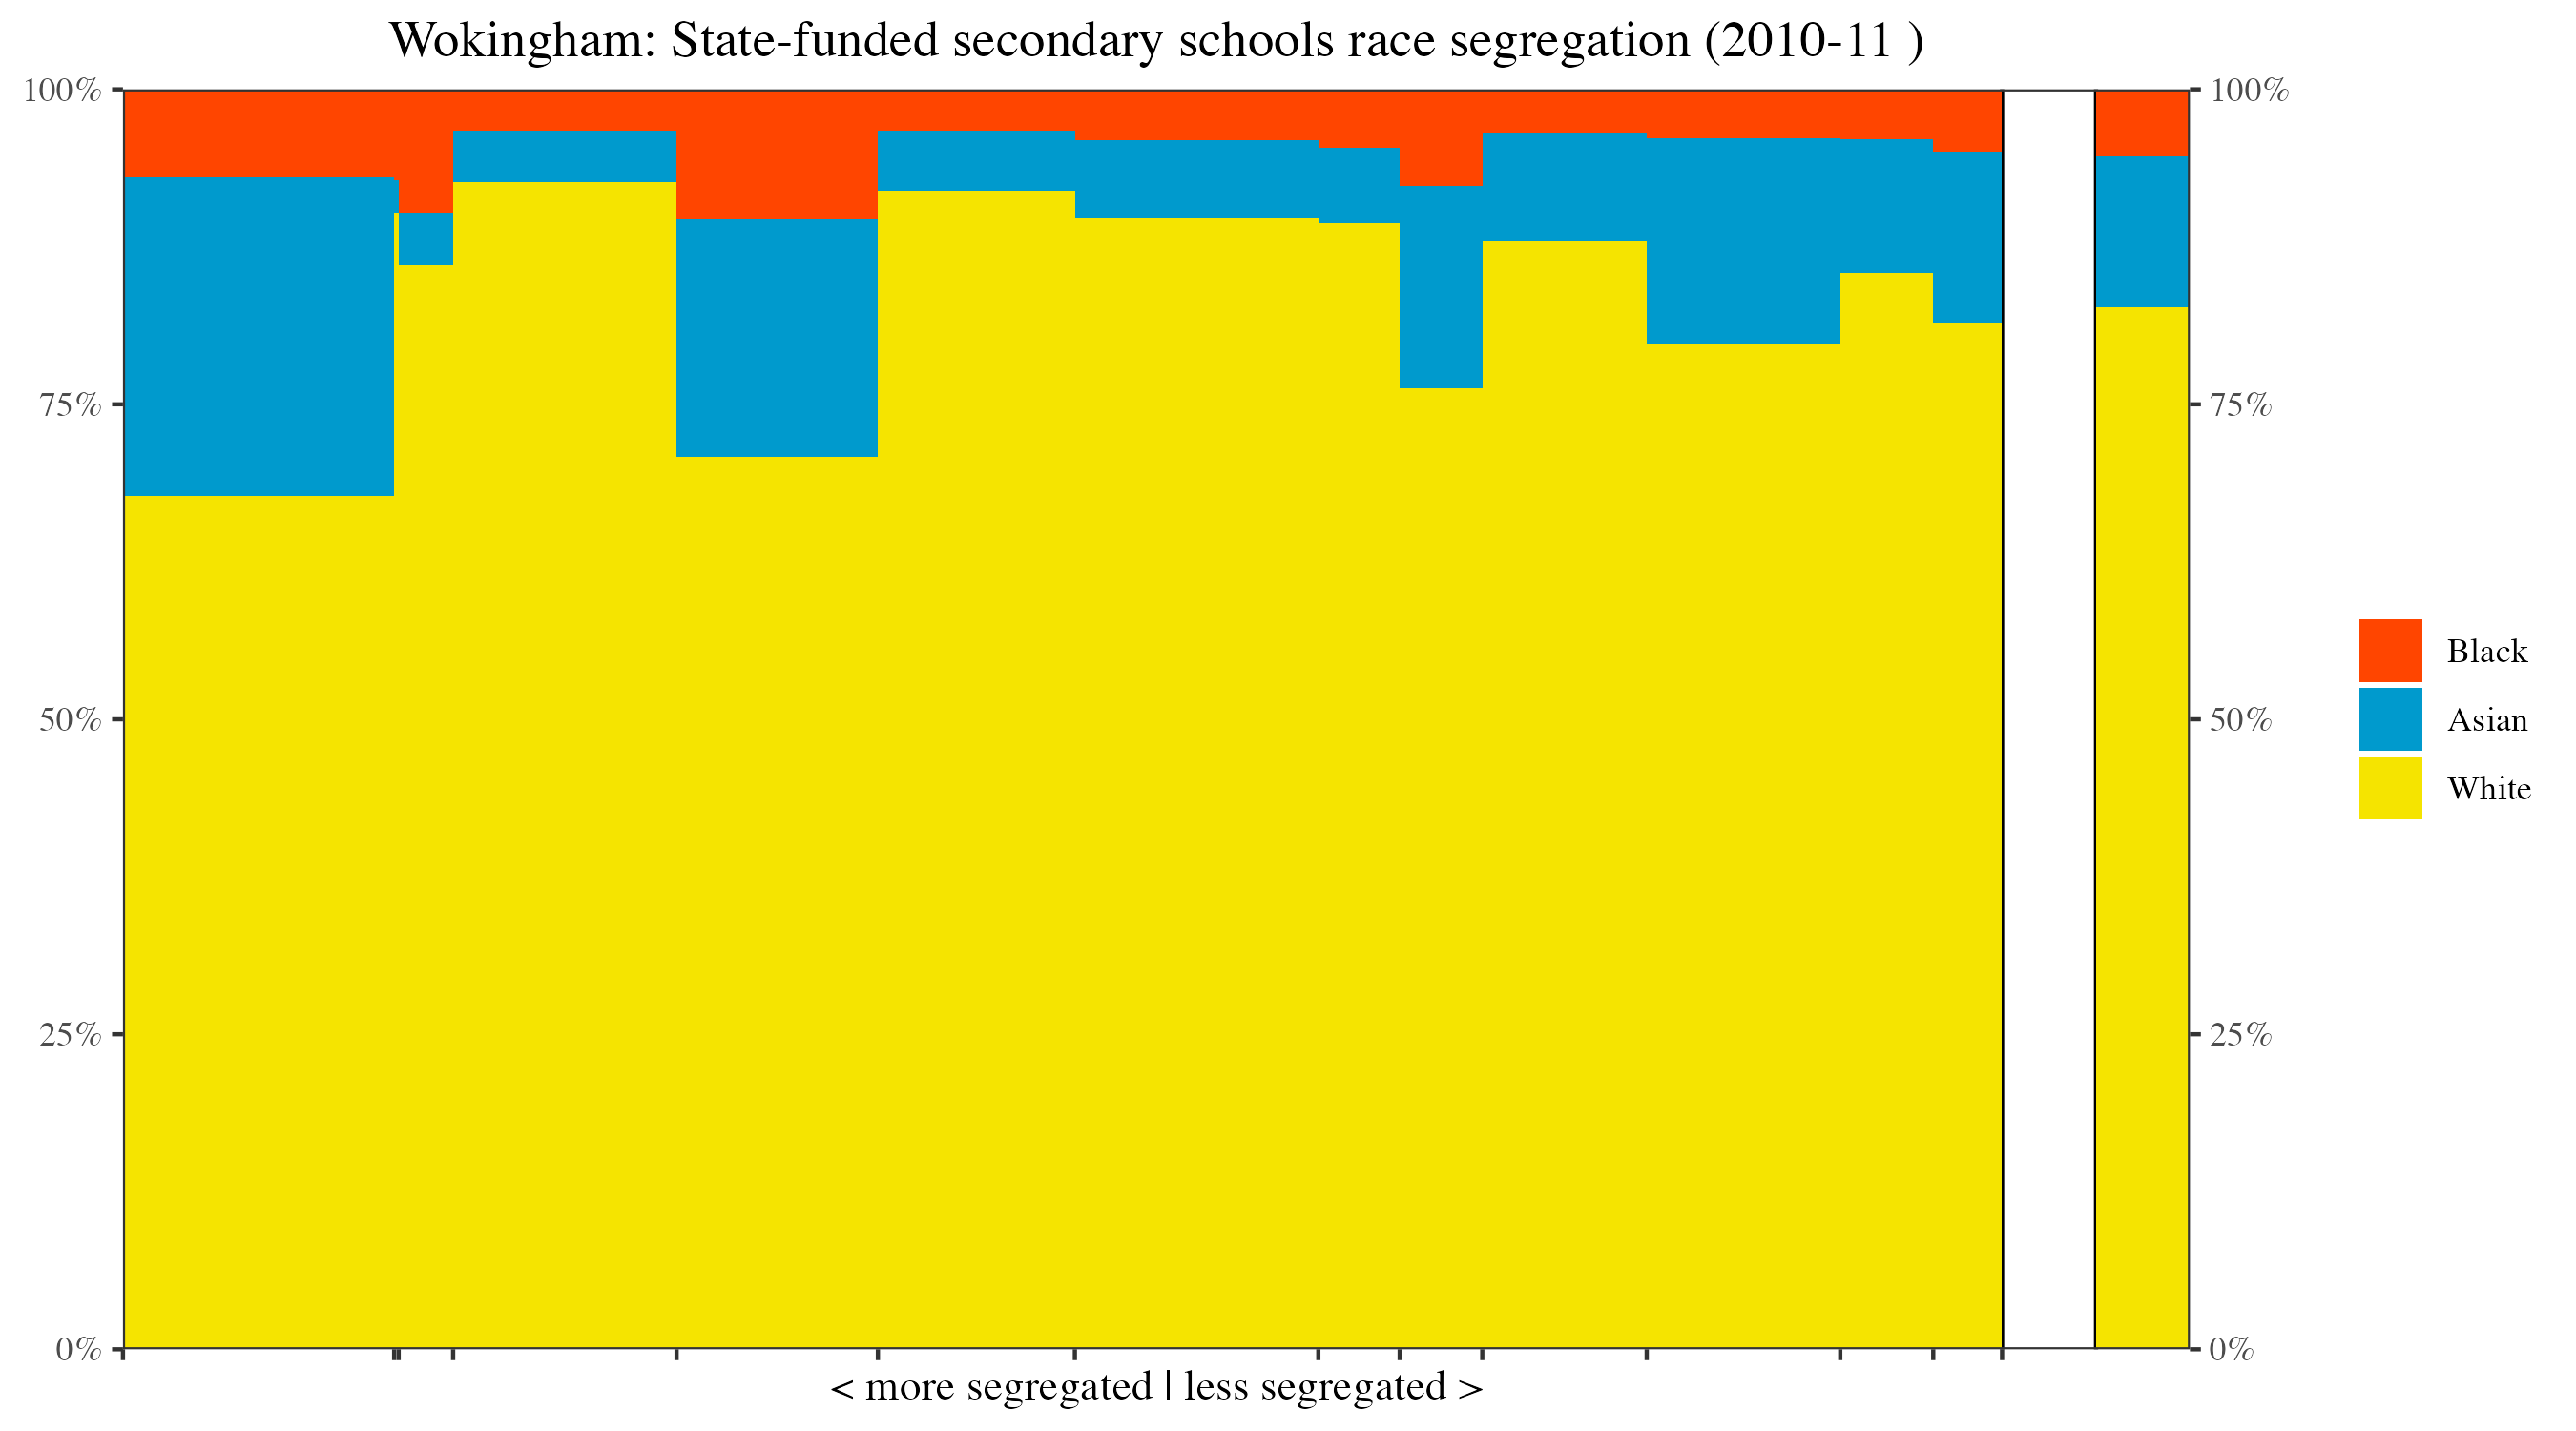 Wokingham: State-funded secondary schools race segregation (2010-11 )
100%
75%
50%
25%
0%
100%
75%
50%
25%
0%
Black
Asian
White
< more segregated | less segregated >